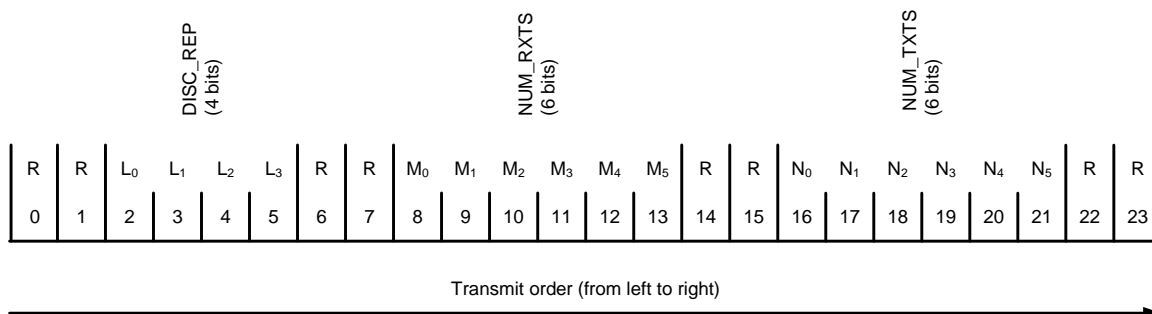 DISC_REP
(4 bits)
NUM_RXTS
(6 bits)
NUM_TXTS
(6 bits)
R R L₀ L₁ L₂ L₃ R R M₀ M₁ M₂ M₃ M₄ M₅ R R N₀ N₁ N₂ N₃ N₄ N₅ R R
0 1 2 3 4 5 6 7 8 9 10 11 12 13 14 15 16 17 18 19 20 21 22 23
Transmit order (from left to right)